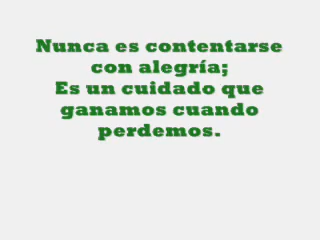 Nunca es contentarse
con alegría;
Es un cuidado que
ganamos cuando
perdemos.